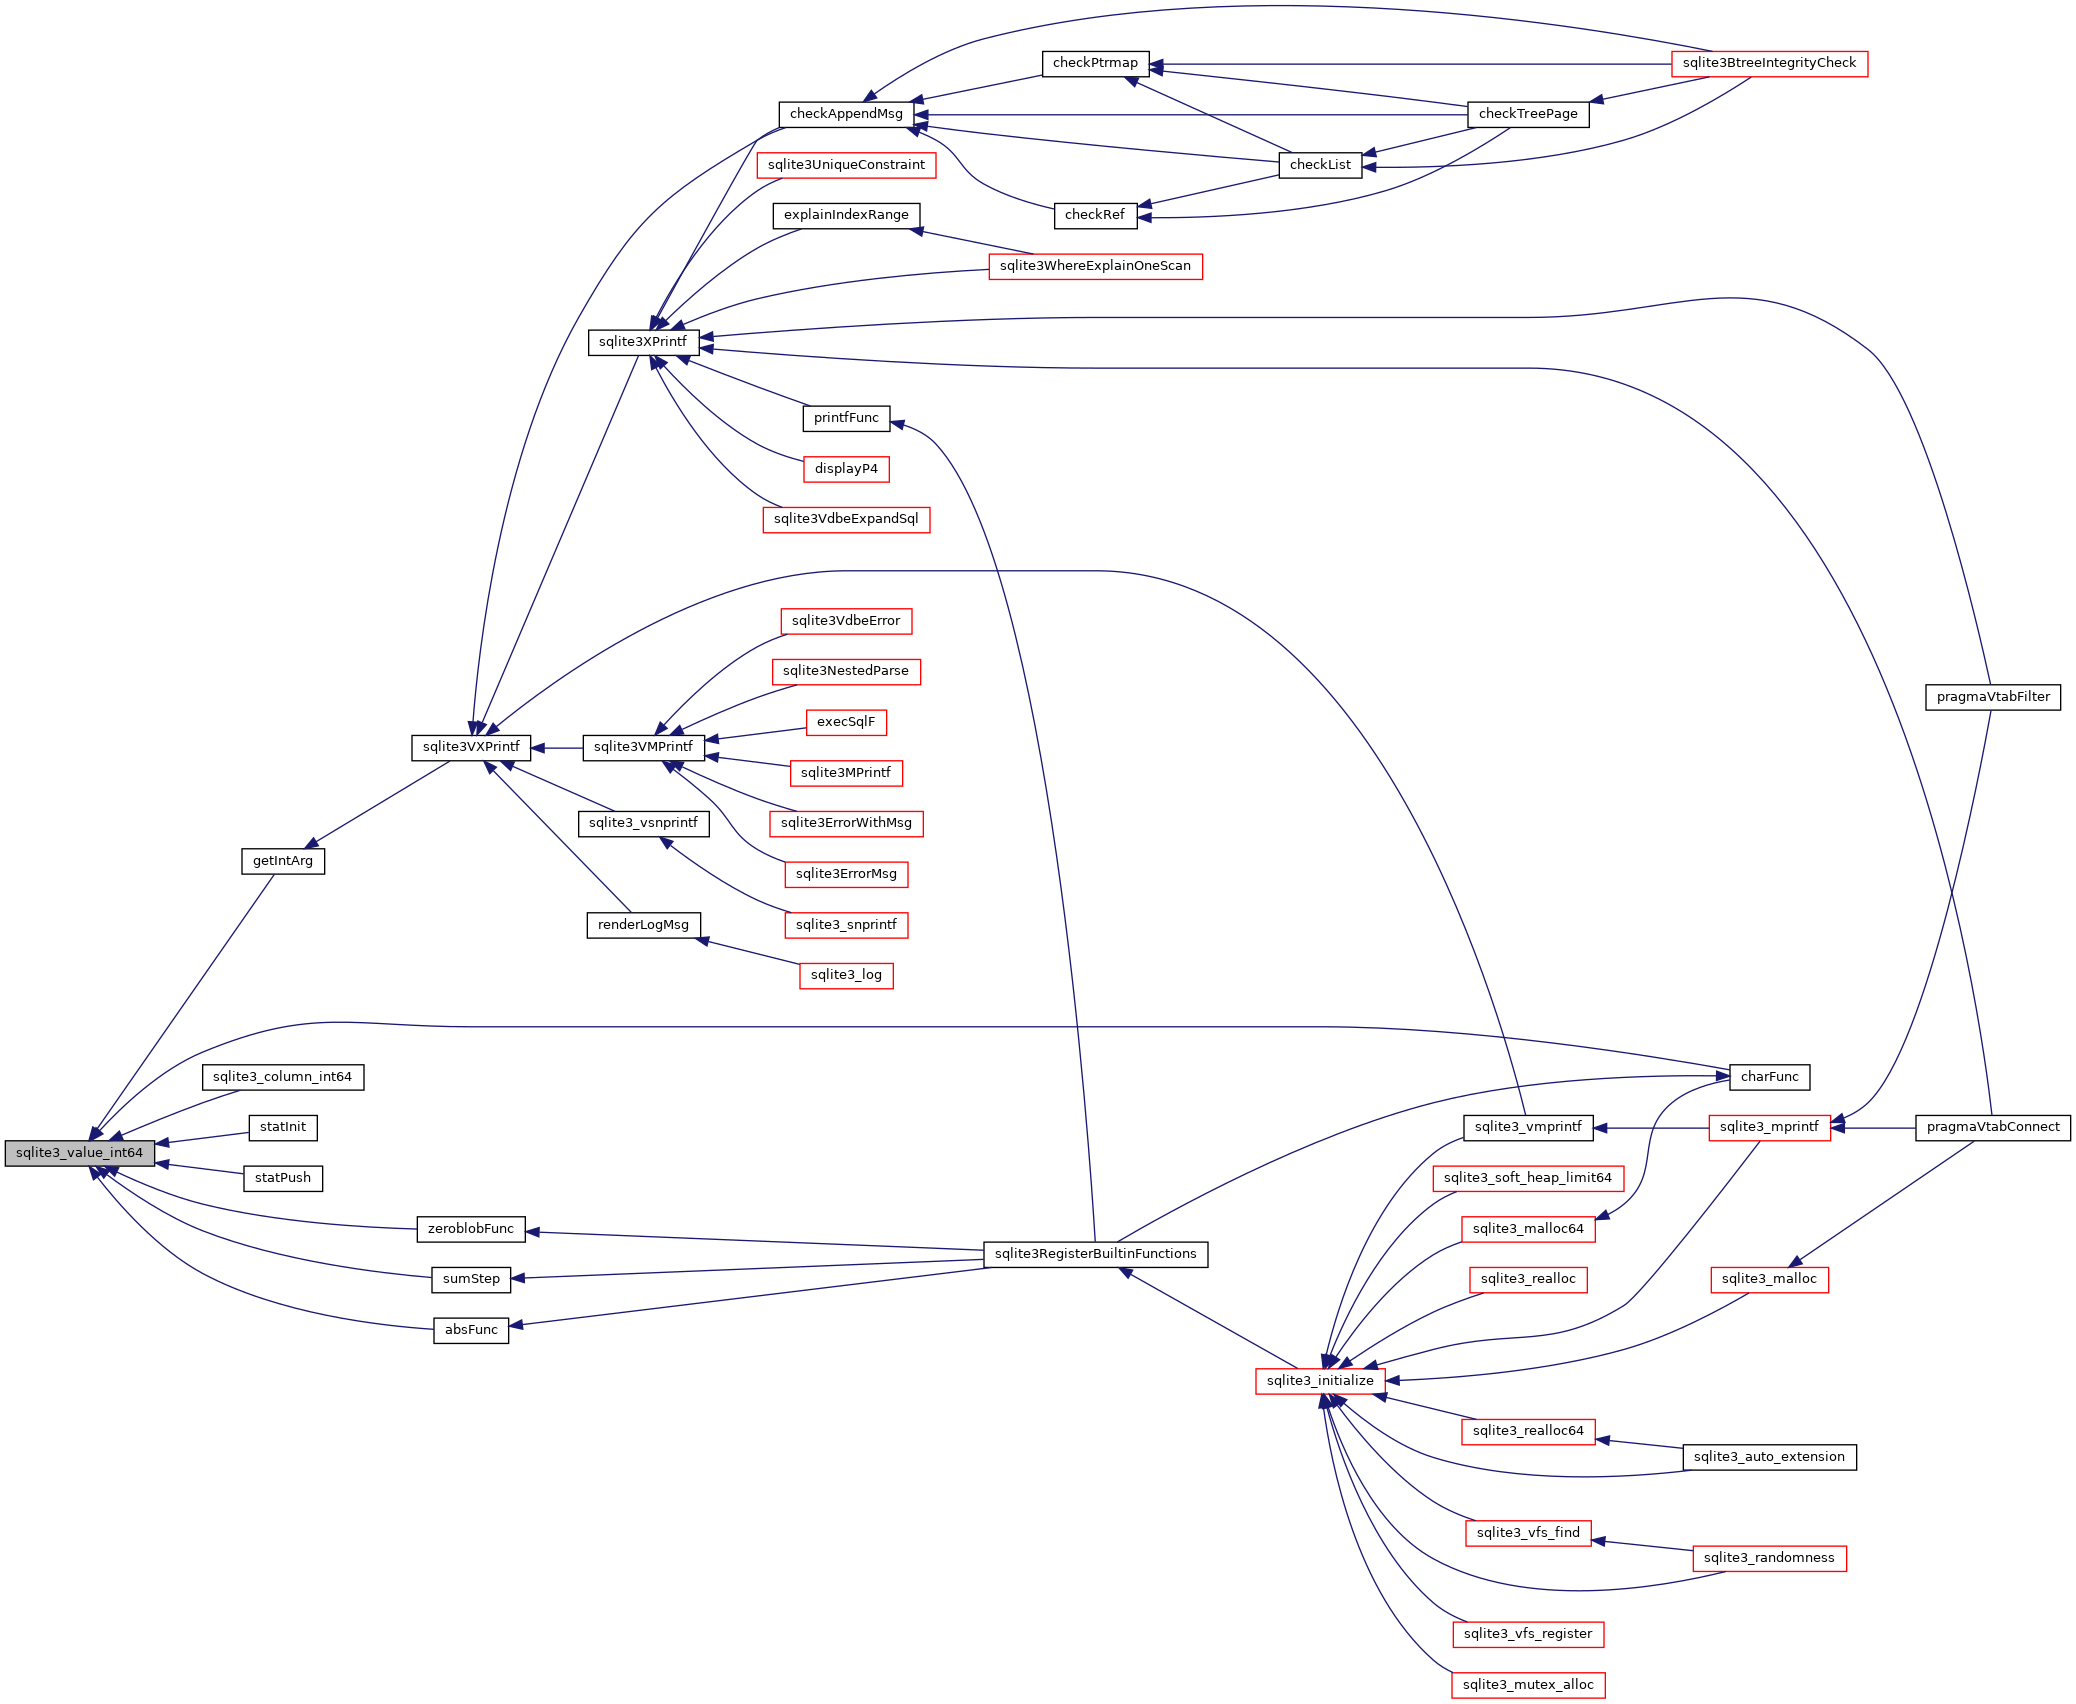 checkPtrmap
sqlite3BtreeIntegrityCheck
checkAppendMsg
checkTreePage
sqlite3UniqueConstraint
checkList
explainIndexRange
checkRef
sqlite3WhereExplainOneScan
sqlite3XPrintf
printfFunc
displayP4
sqlite3VdbeExpandSql
sqlite3VdbeError
sqlite3NestedParse
pragmaVtabFilter
execSqlF
sqlite3VXPrintf
sqlite3VMPrintf
sqlite3MPrintf
sqlite3_vsnprintf
sqlite3ErrorWithMsg
getIntArg
sqlite3ErrorMsg
renderLogMsg
sqlite3_snprintf
sqlite3_log
sqlite3_column_int64
charFunc
statInit
sqlite3_vmprintf
sqlite3_mprintf
pragmaVtabConnect
sqlite3_value_int64
statPush
sqlite3_soft_heap_limit64
zeroblobFunc
sqlite3_malloc64
sqlite3RegisterBuiltinFunctions
sumStep
sqlite3_realloc
sqlite3_malloc
absFunc
sqlite3_initialize
sqlite3_realloc64
sqlite3_auto_extension
sqlite3_vfs_find
sqlite3_randomness
sqlite3_vfs_register
sqlite3_mutex_alloc